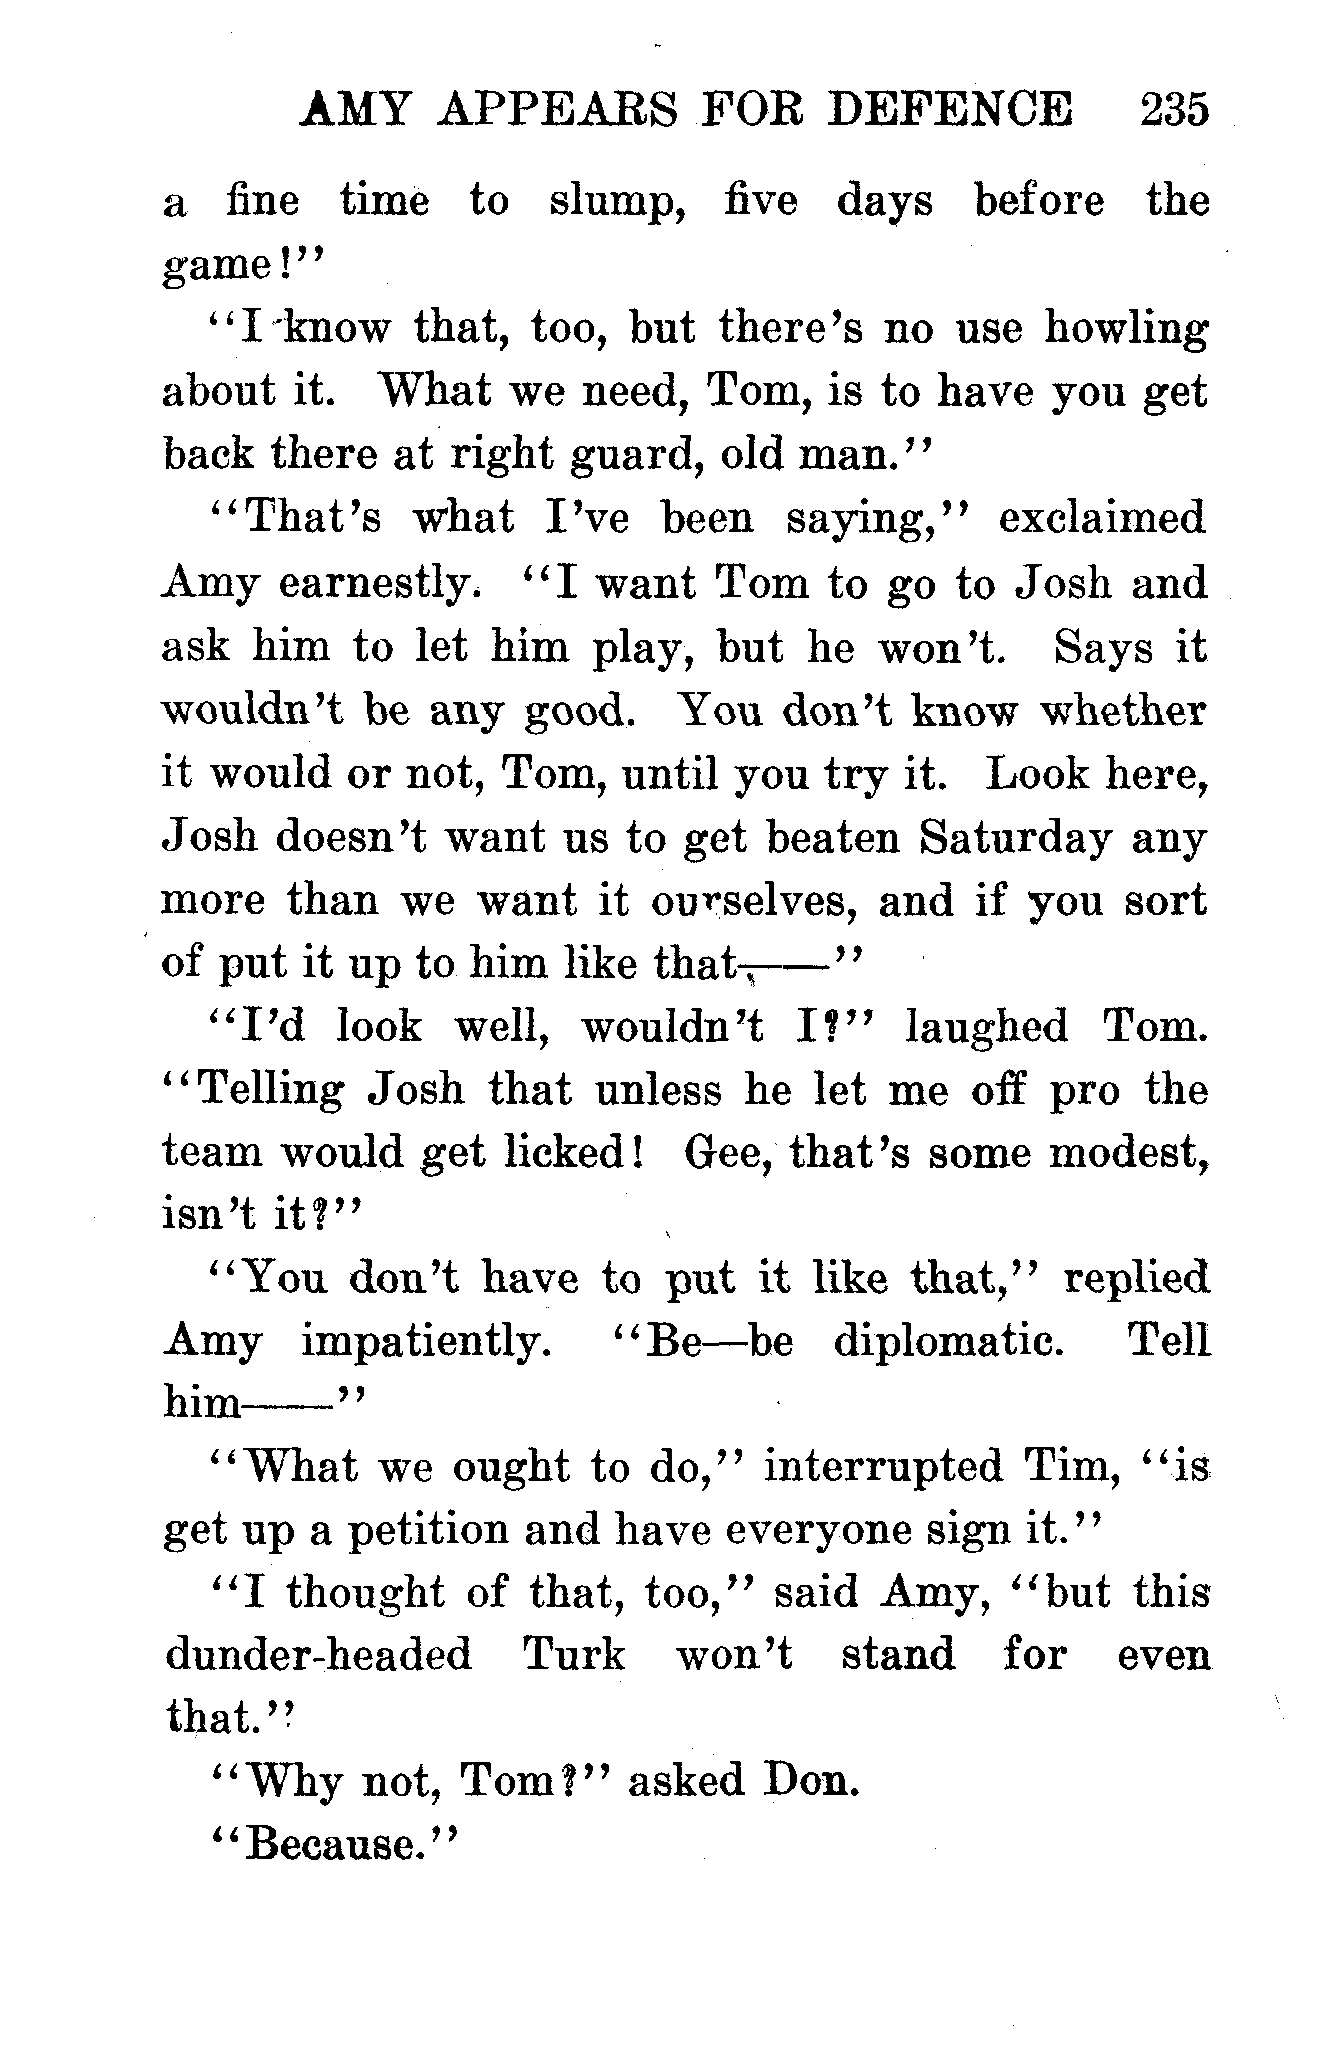 AMY APPEARS FOR DEFENCE 235
a fine time to slump, five days before the
game!"
"I know that, too, but there's no use howling
about it. What we need, Tom, is to have you get
back there at right guard, old man."
"That's what I've been saying," exclaimed
Amy earnestly. "I want Tom to go to Josh and
ask him to let him play, but he won't. Says it
wouldn't be any good. You don't know whether
it would or not, Tom, until you try it. Look here,
Josh doesn't want us to get beaten Saturday any
more than we want it ourselves, and if you sort
of put it up to him like that,——"
"I'd look well, wouldn't I?" laughed Tom.
"Telling Josh that unless he let me off pro the
team would get licked! Gee, that's some modest,
isn't it?"
"You don't have to put it like that," replied
Amy impatiently. "Be—be diplomatic. Tell
him——"
"What we ought to do," interrupted Tim, "is
get up a petition and have everyone sign it."
"I thought of that, too," said Amy, "but this
dunder-headed Turk won't stand for even
that."
"Why not, Tom?" asked Don.
"Because."